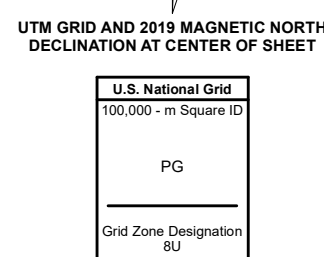 UTM GRID AND 2019 MAGNETIC NORTH
DECLINATION AT CENTER OF SHEET
U.S. National Grid
100,000 - m Square ID
PG
Grid Zone Designation
8U